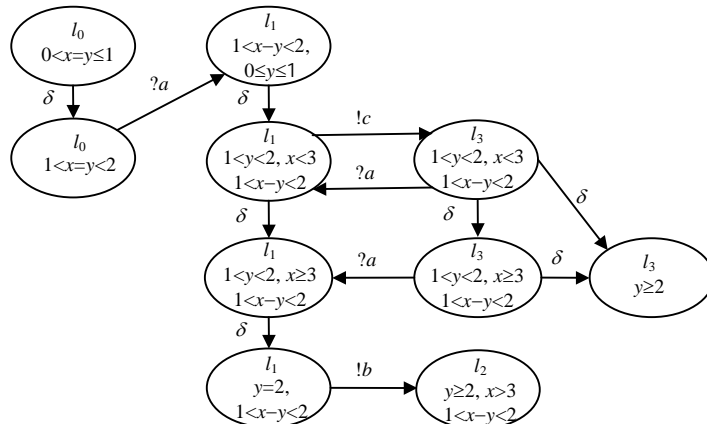 l0
0<x=y≤1
δ
l0
1<x=y<2
?a
l1
1<x−y<2,
0≤y≤1
δ
l1
1<y<2, x<3
1<x−y<2
!c
?a
l3
1<y<2, x<3
1<x−y<2
δ
δ
δ
l1
1<y<2, x≥3
1<x−y<2
?a
l3
1<y<2, x≥3
1<x−y<2
δ
l3
y≥2
δ
l1
y=2,
1<x−y<2
!b
l2
y≥2, x>3
1<x−y<2